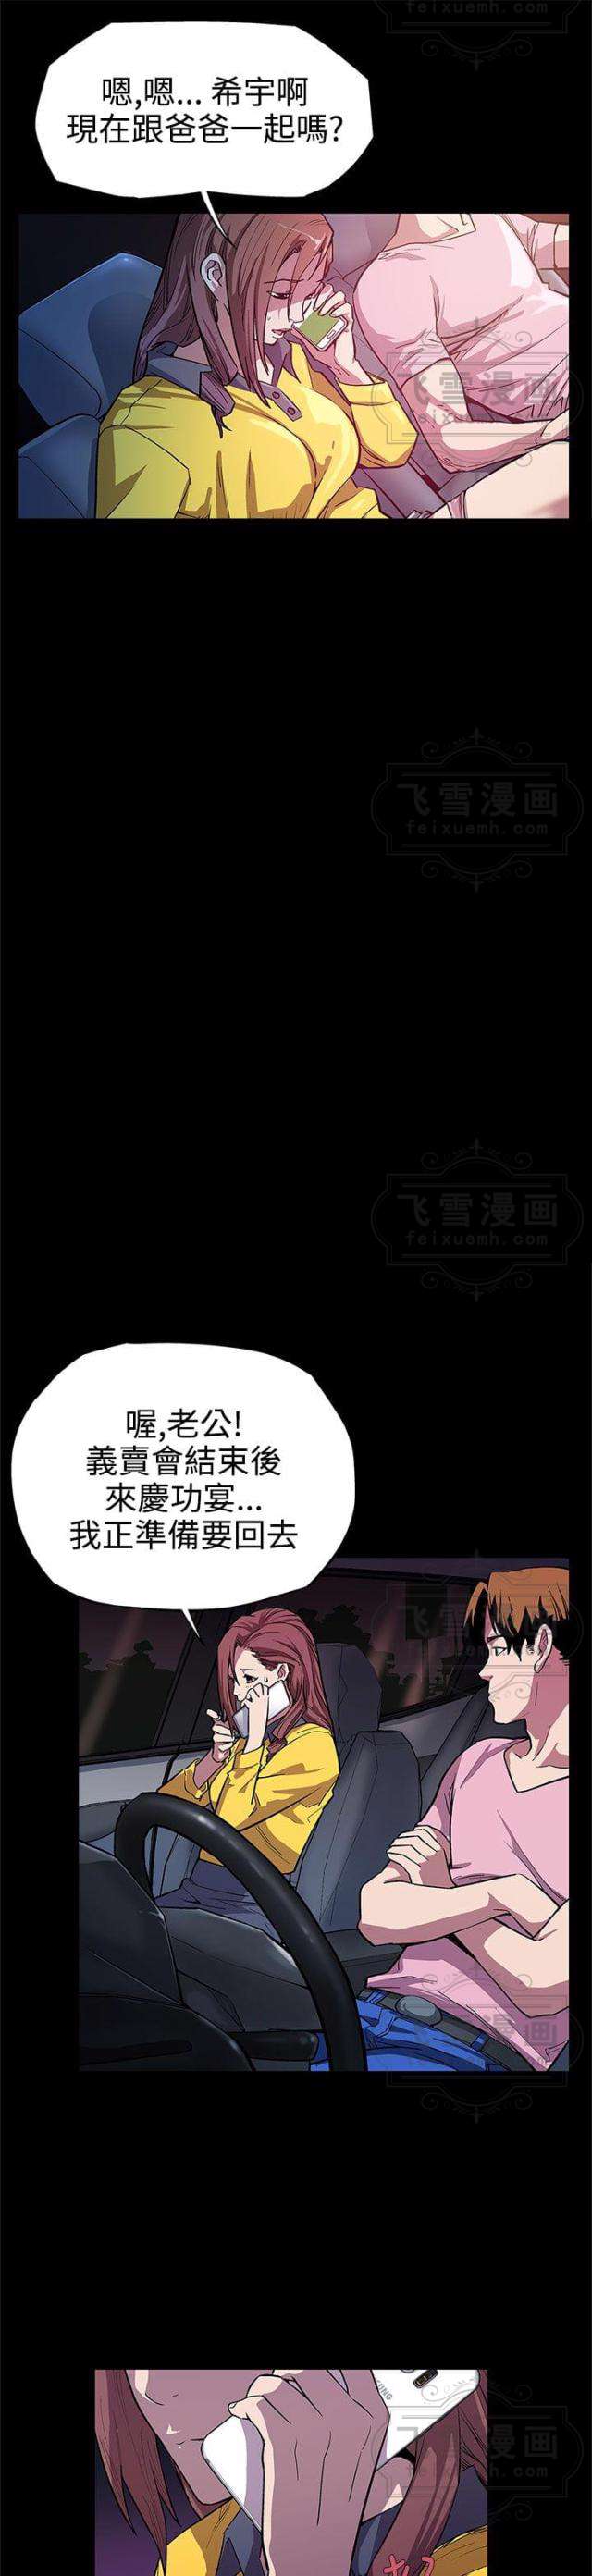 feixuemh.com
嗯,嗯... 希宇啊
現在跟爸爸一起嗎?
飞雪漫画
飞雪漫画
feixuemh.com
飞雪漫画
feixuemh.com
喔,老公!
義賣會結束後
來慶功宴...
我正準備要回去
飞雪漫画